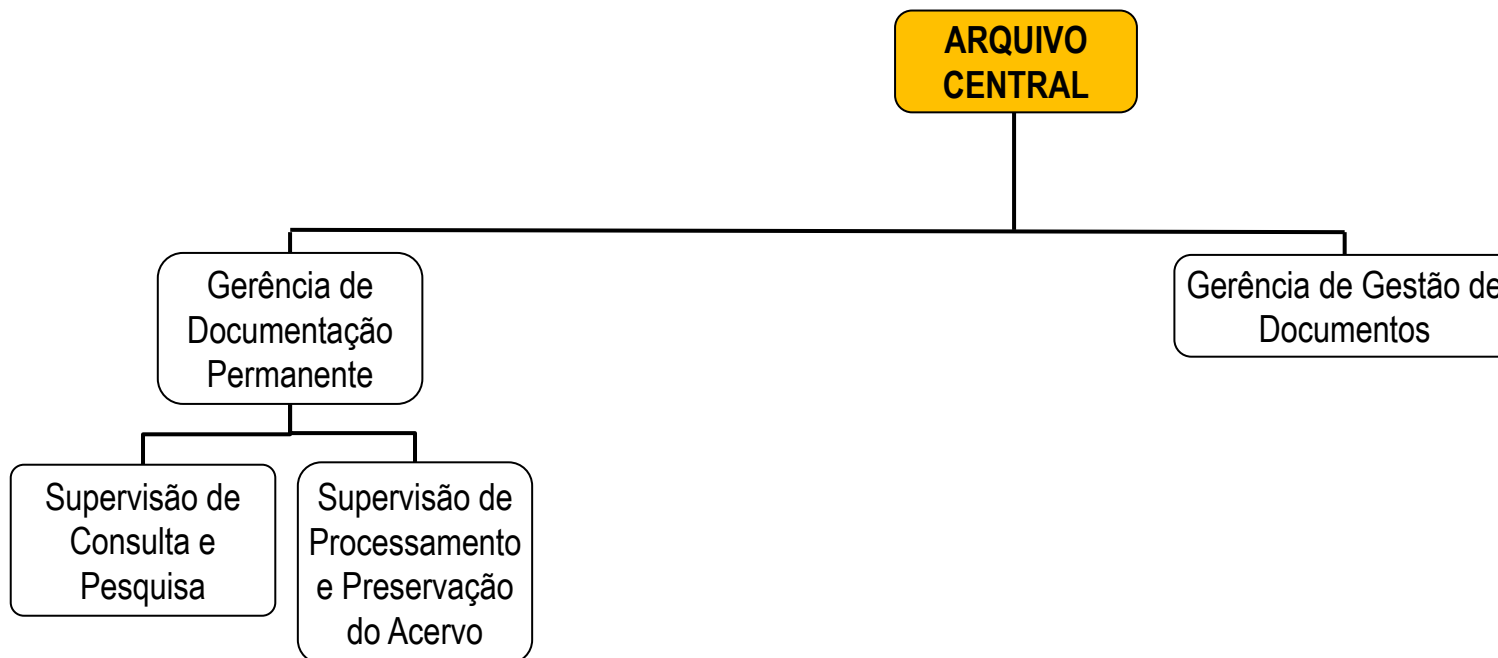 ARQUIVO
CENTRAL
Gerência de
Documentação
Permanente
Gerência de Gestão de
Documentos
Supervisão de
Consulta e
Pesquisa
Supervisão de
Processamento
e Preservação
do Acervo